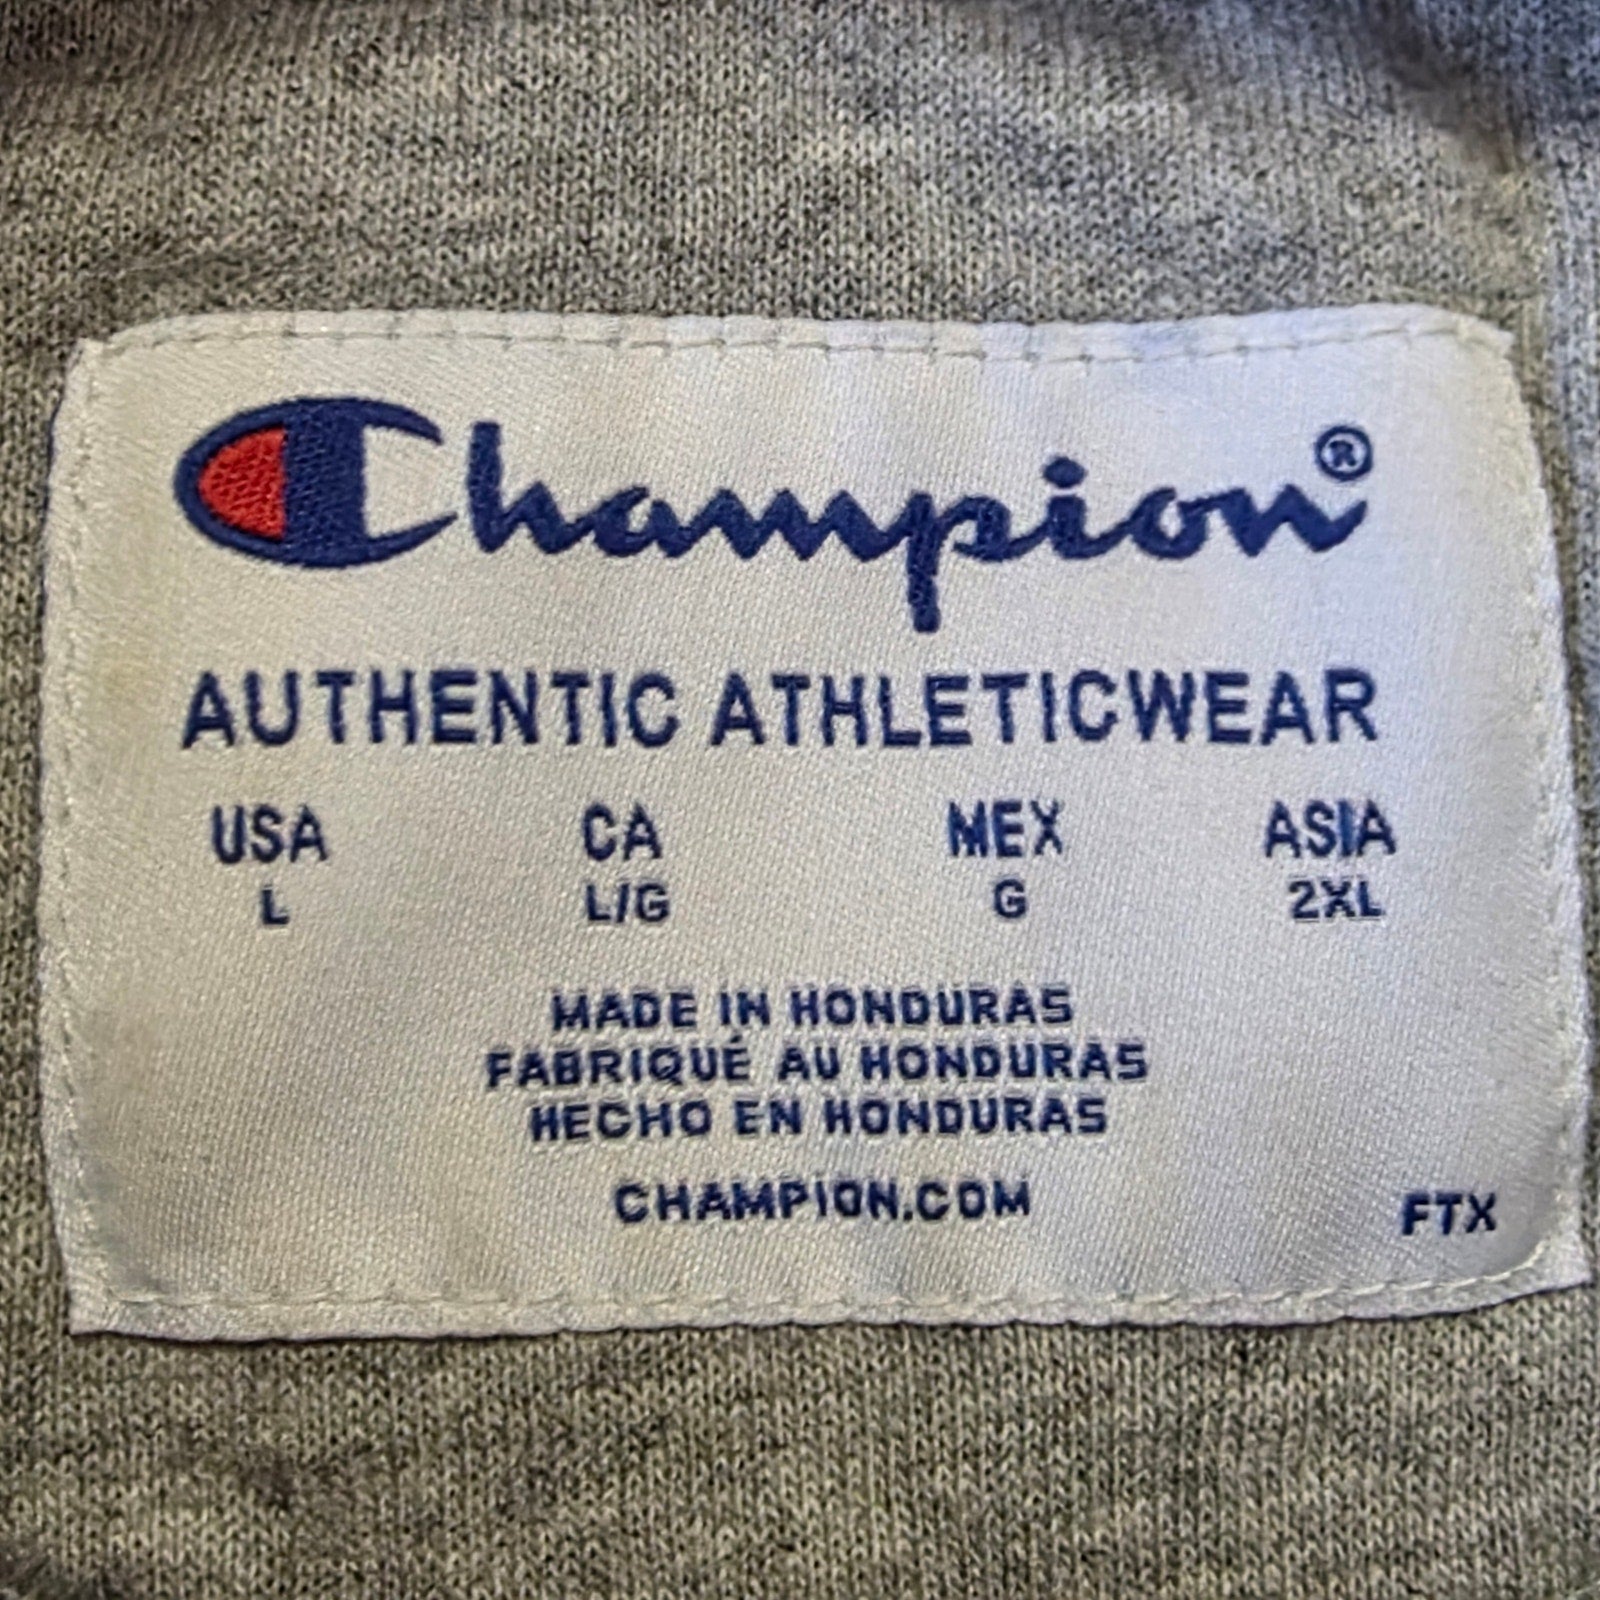 Champion®
AUTHENTIC ATHLETICWEAR
USA CA MEX ASIA
L L/G G 2XL
MADE IN HONDURAS
FABRIQUÉ AU HONDURAS
HECHO EN HONDURAS
CHAMPION.COM FTX